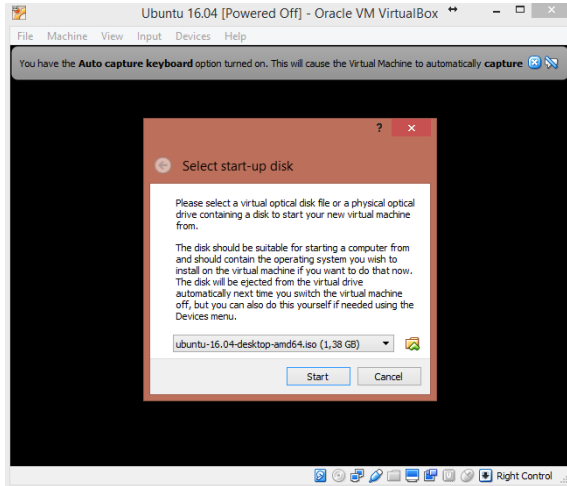 Ubuntu 16.04 [Powered Off] - Oracle VM VirtualBox
File Machine View Input Devices Help
You have the Auto capture keyboard option turned on. This will cause the Virtual Machine to automatically capture
?
Select start-up disk
Please select a virtual optical disk file or a physical optical
drive containing a disk to start your new virtual machine
from.
The disk should be suitable for starting a computer from
and should contain the operating system you wish to
install on the virtual machine if you want to do that now.
The disk will be ejected from the virtual drive
automatically next time you switch the virtual machine
off, but you can also do this yourself if needed using the
Devices menu.
ubuntu-16.04-desktop-amd64.iso (1,38 GB)
Start Cancel
Right Control